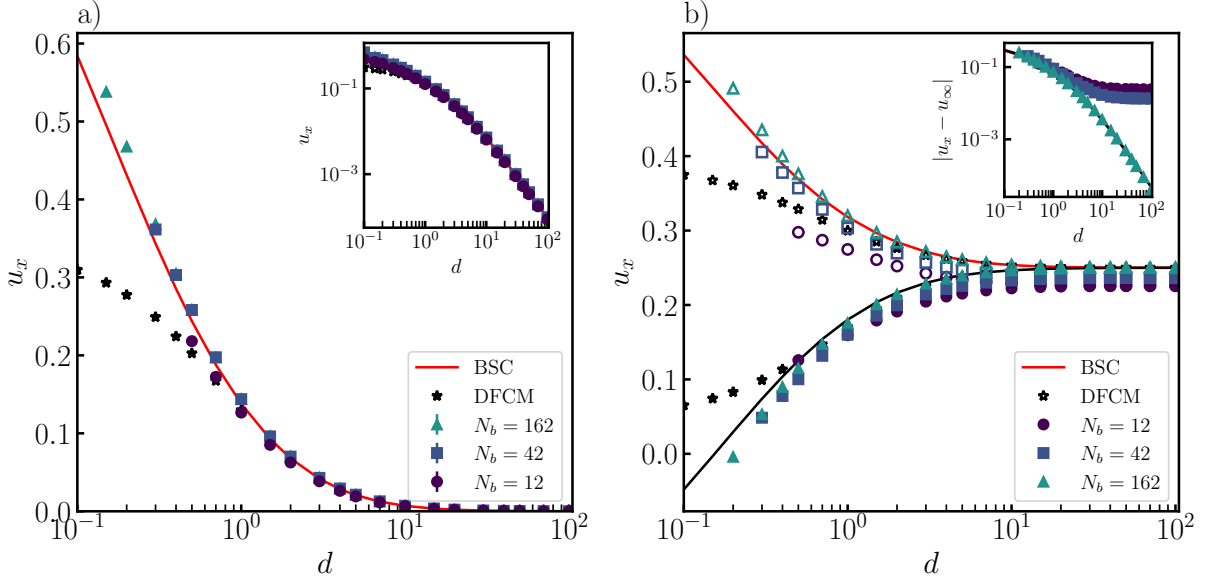 a)
0.6
0.5
0.4
0.3
0.2
0.1
0.0
u_x
10^{-1}
10^0
10^1
10^2
d
10^{-1}
10^{-3}
u_x
10^{-1}
10^0
10^1
10^2
d
BSC
DFCM
N_b = 162
N_b = 42
N_b = 12
b)
0.5
0.4
0.3
0.2
0.1
0.0
u_x
10^{-1}
10^0
10^1
10^2
d
10^{-1}
10^{-3}
|u_x − u_∞|
10^{-1}
10^0
10^1
10^2
d
BSC
DFCM
N_b = 12
N_b = 42
N_b = 162